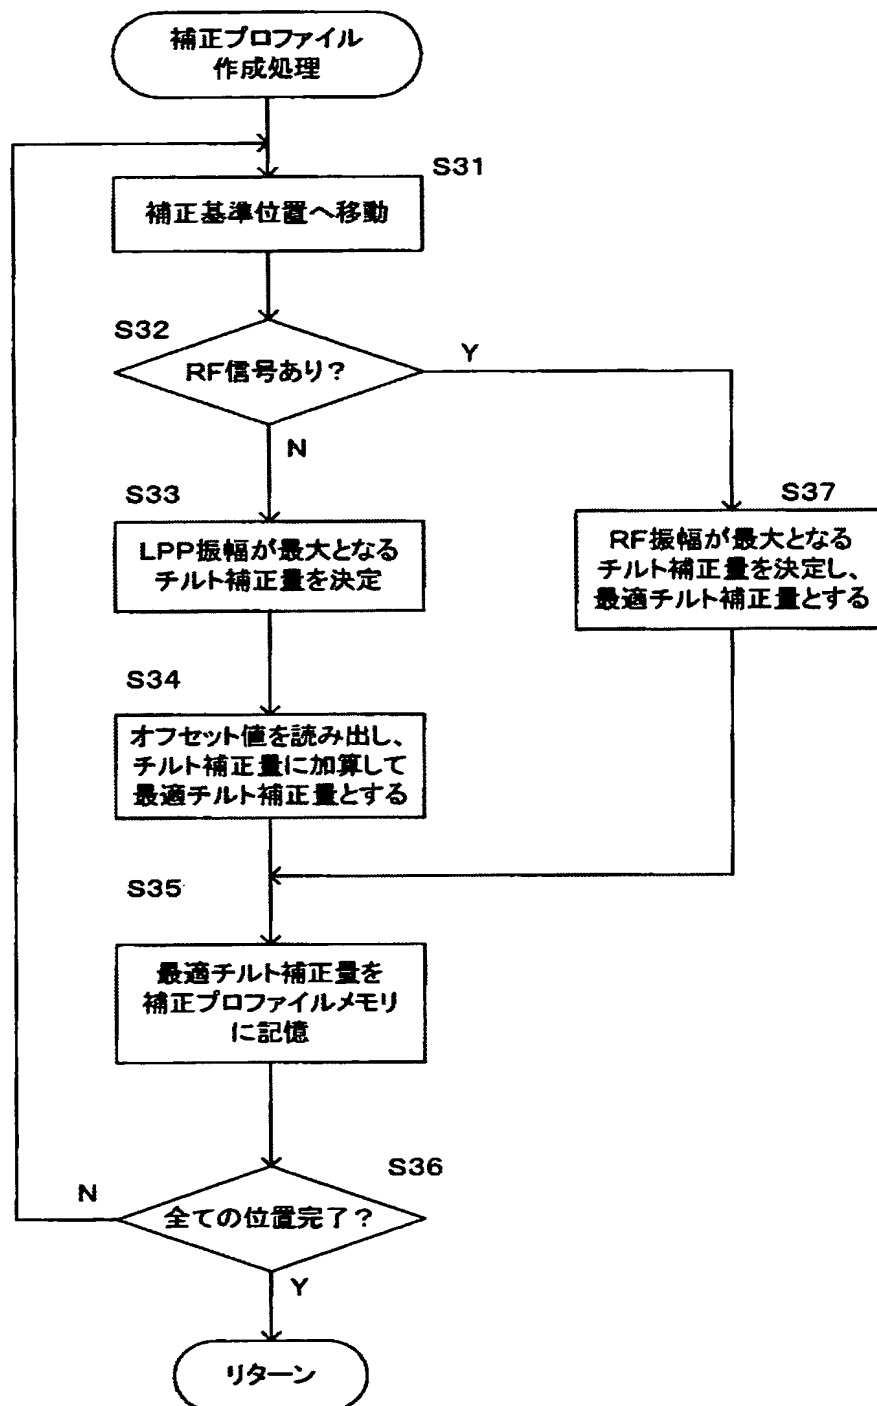 補正プロファイル
作成処理
S31
補正基準位置へ移動
S32
RF信号あり？
Y
N
S33
LPP振幅が最大となる
チルト補正量を決定
S37
RF振幅が最大となる
チルト補正量を決定し、
最適チルト補正量とする
S34
オフセット値を読み出し、
チルト補正量に加算して
最適チルト補正量とする
S35
最適チルト補正量を
補正プロファイルメモリ
に記憶
S36
N
全ての位置完了？
Y
リターン